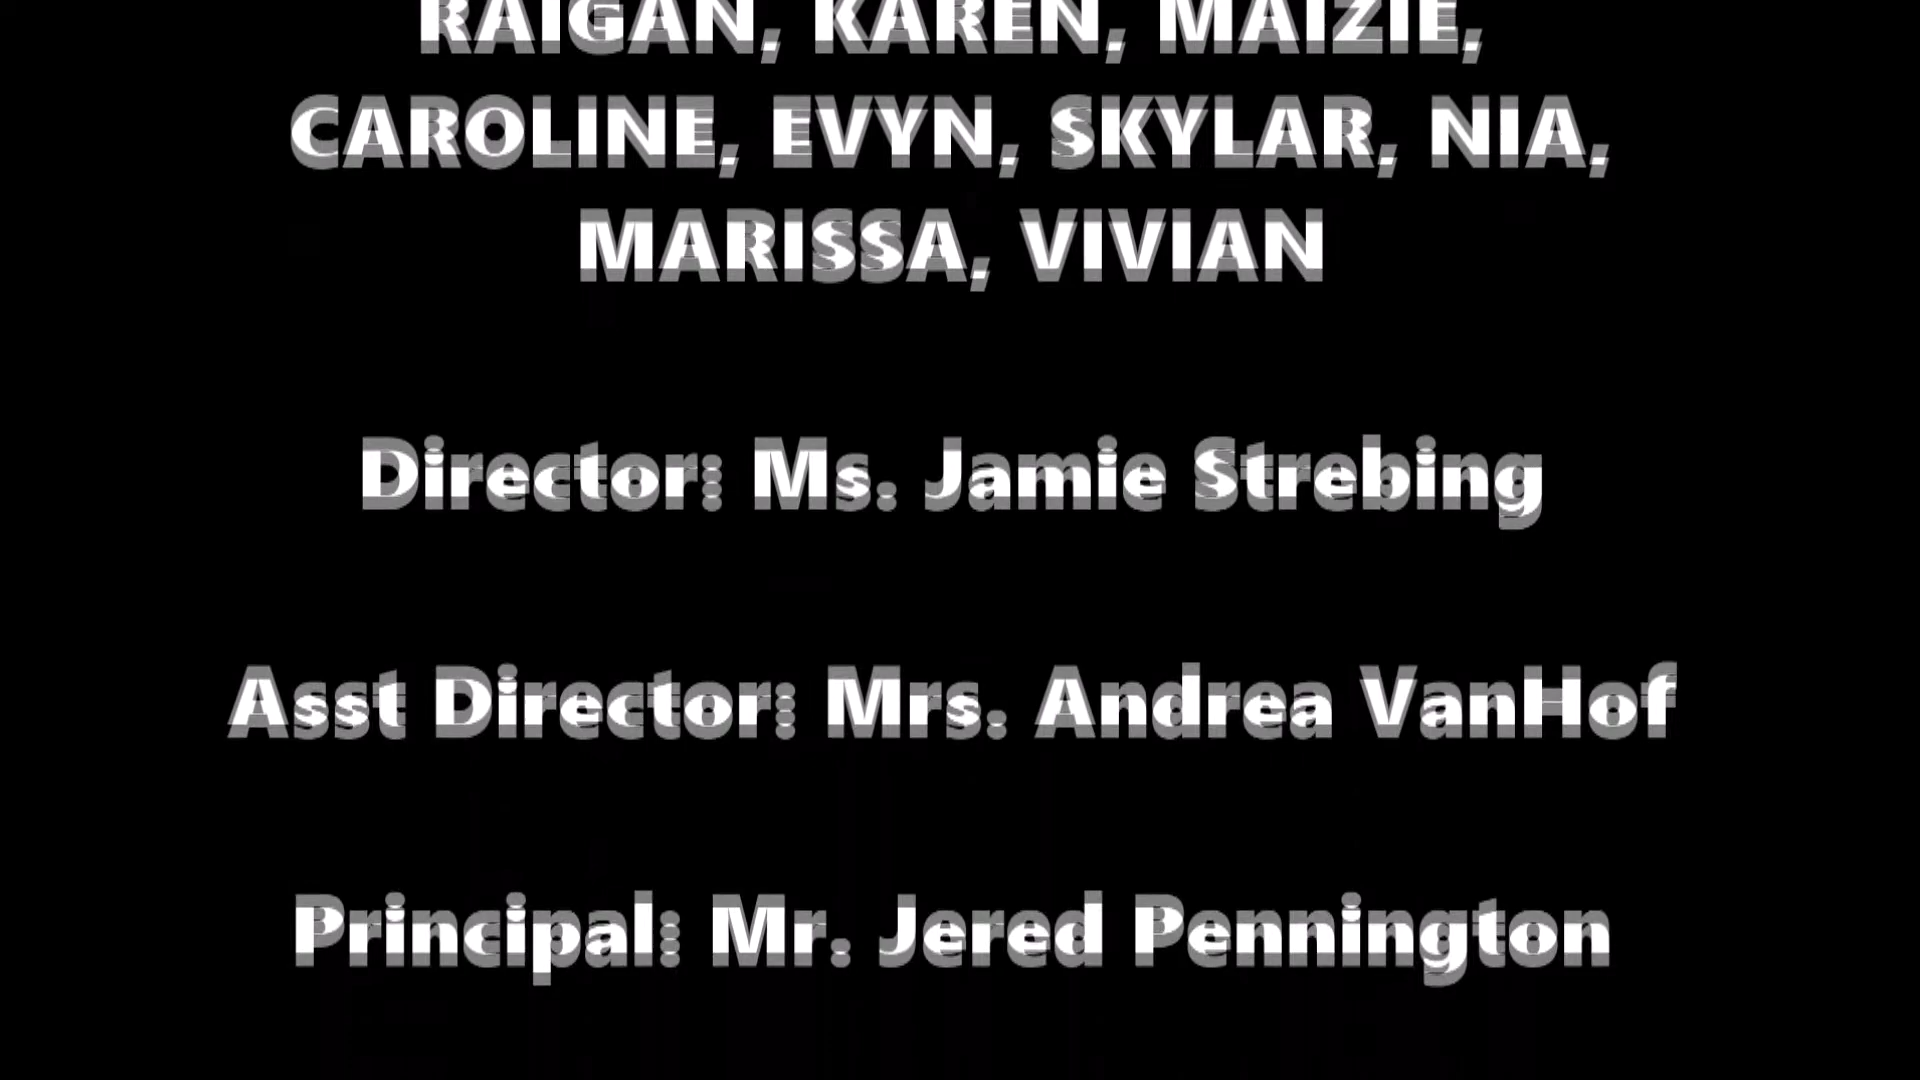 RAIGAN, KAREN, MAIZIE,
CAROLINE, EVYN, SKYLAR, NIA,
MARISSA, VIVIAN
Director: Ms. Jamie Strebing
Asst Director: Mrs. Andrea VanHof
Principal: Mr. Jered Pennington